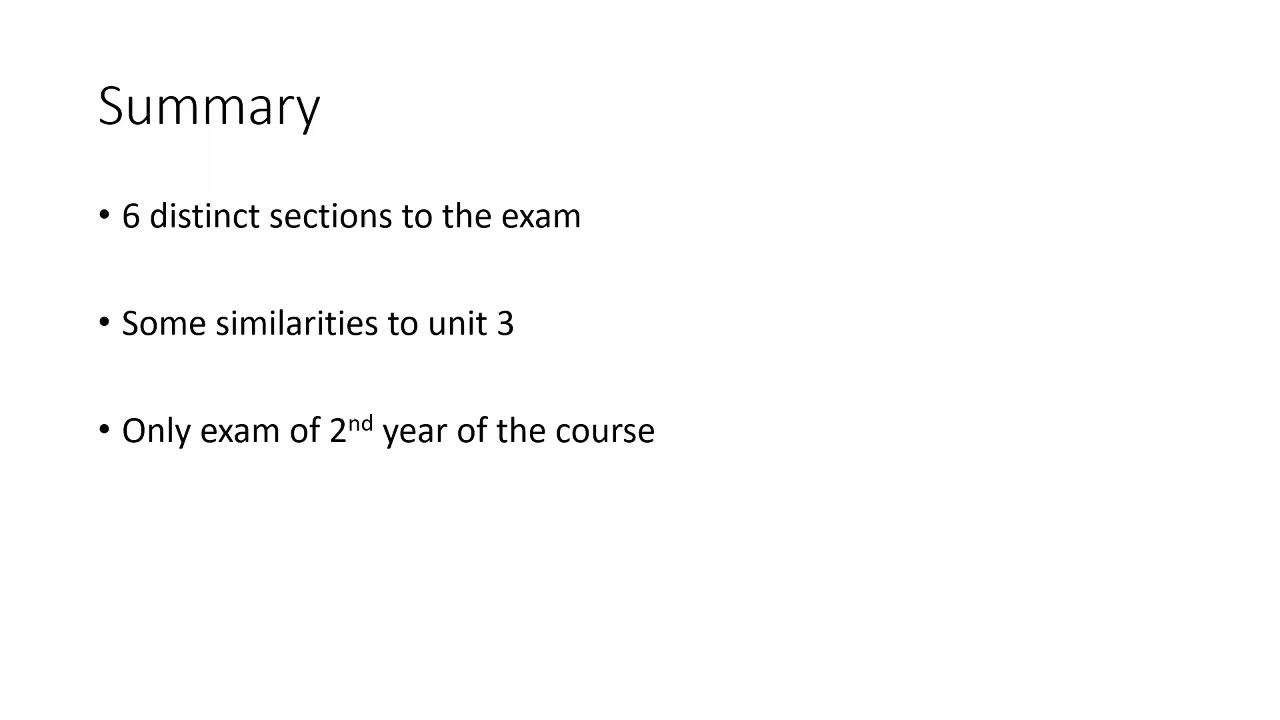 Summary
• 6 distinct sections to the exam
• Some similarities to unit 3
• Only exam of 2nd year of the course